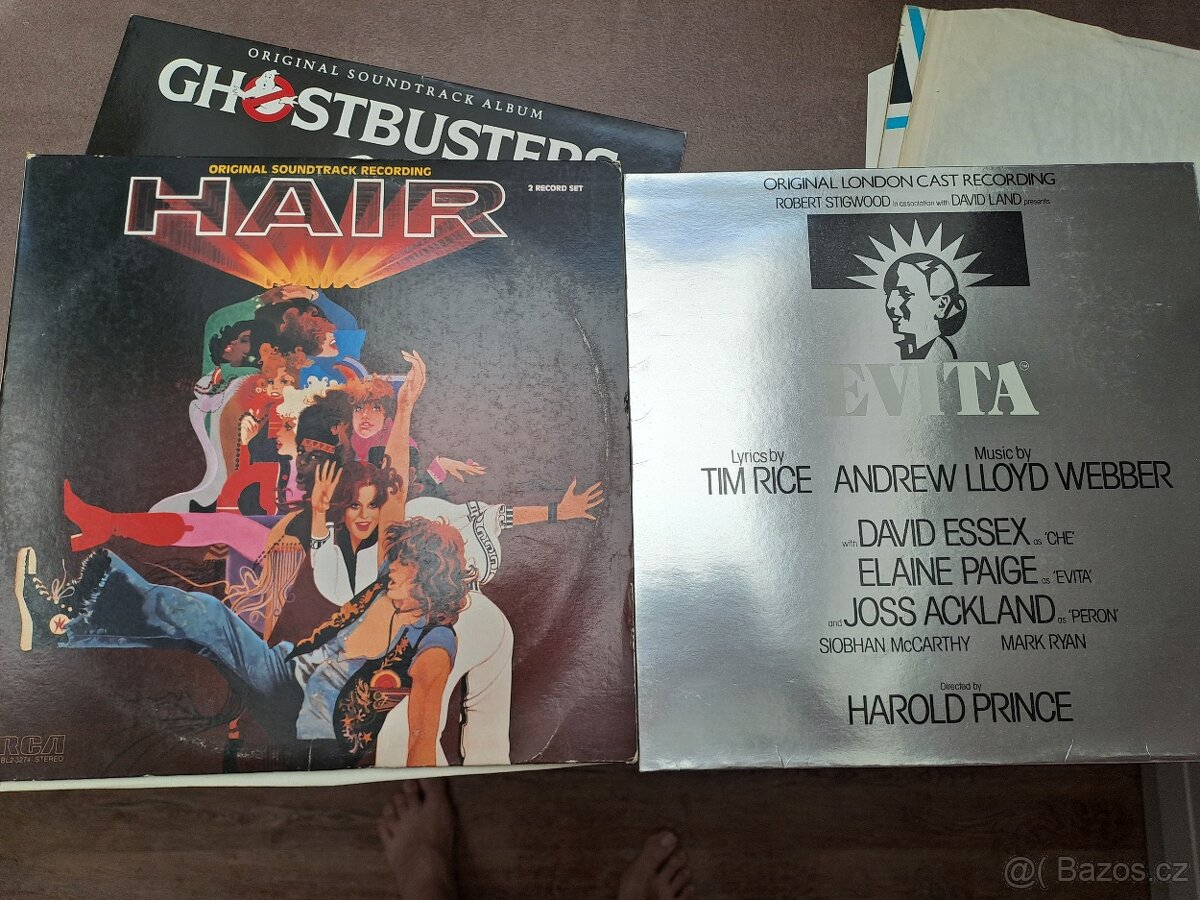 ORIGINAL SOUNDTRACK ALBUM
GHOSTBUSTERS
ORIGINAL SOUNDTRACK RECORDING
HAIR
2 RECORD SET
RCA
BL2-3274 STEREO
ORIGINAL LONDON CAST RECORDING
ROBERT STIGWOOD in association with DAVID LAND presents
EVITA
Lyrics by
TIM RICE
Music by
ANDREW LLOYD WEBBER
with DAVID ESSEX as 'CHE'
ELAINE PAIGE as 'EVITA'
and JOSS ACKLAND as 'PERON'
SIOBHAN McCARTHY MARK RYAN
Directed by
HAROLD PRINCE
Bazos.cz